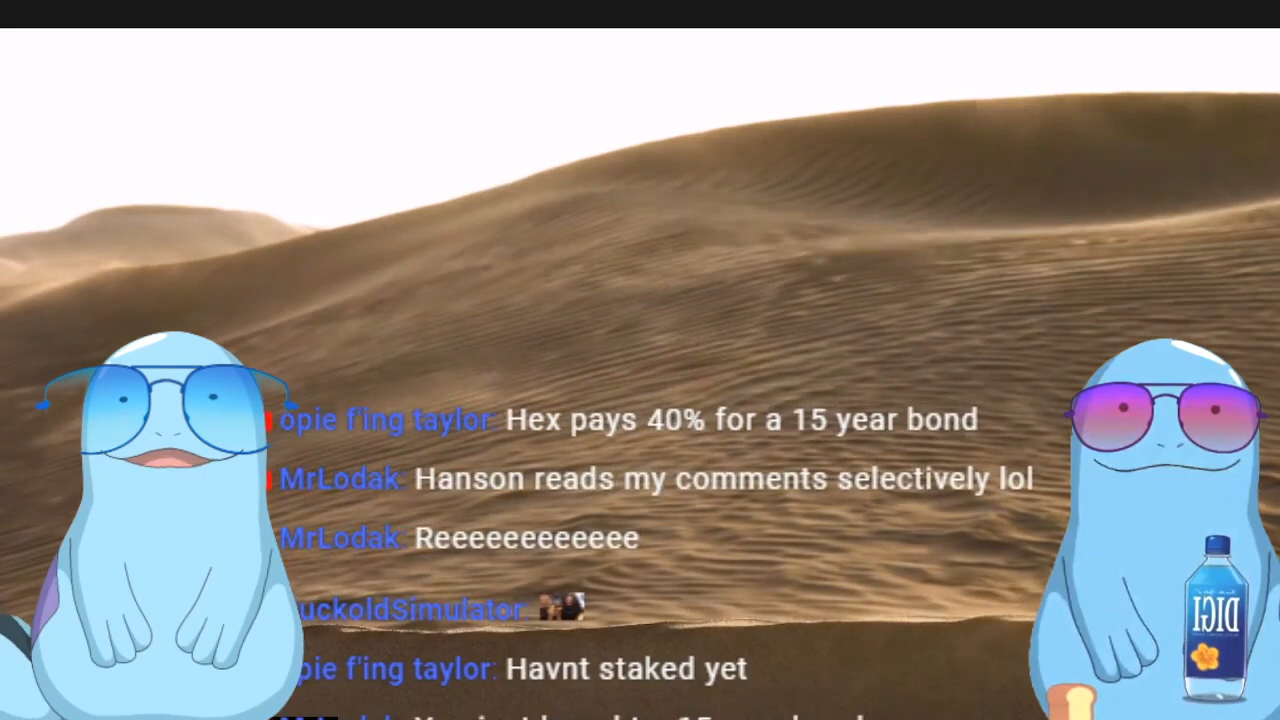 opie f'ing taylor: Hex pays 40% for a 15 year bond
MrLodak: Hanson reads my comments selectively lol
MrLodak: Reeeeeeeeeeee
uckoldSimulator:
pie f'ing taylor: Havnt staked yet
DIGI